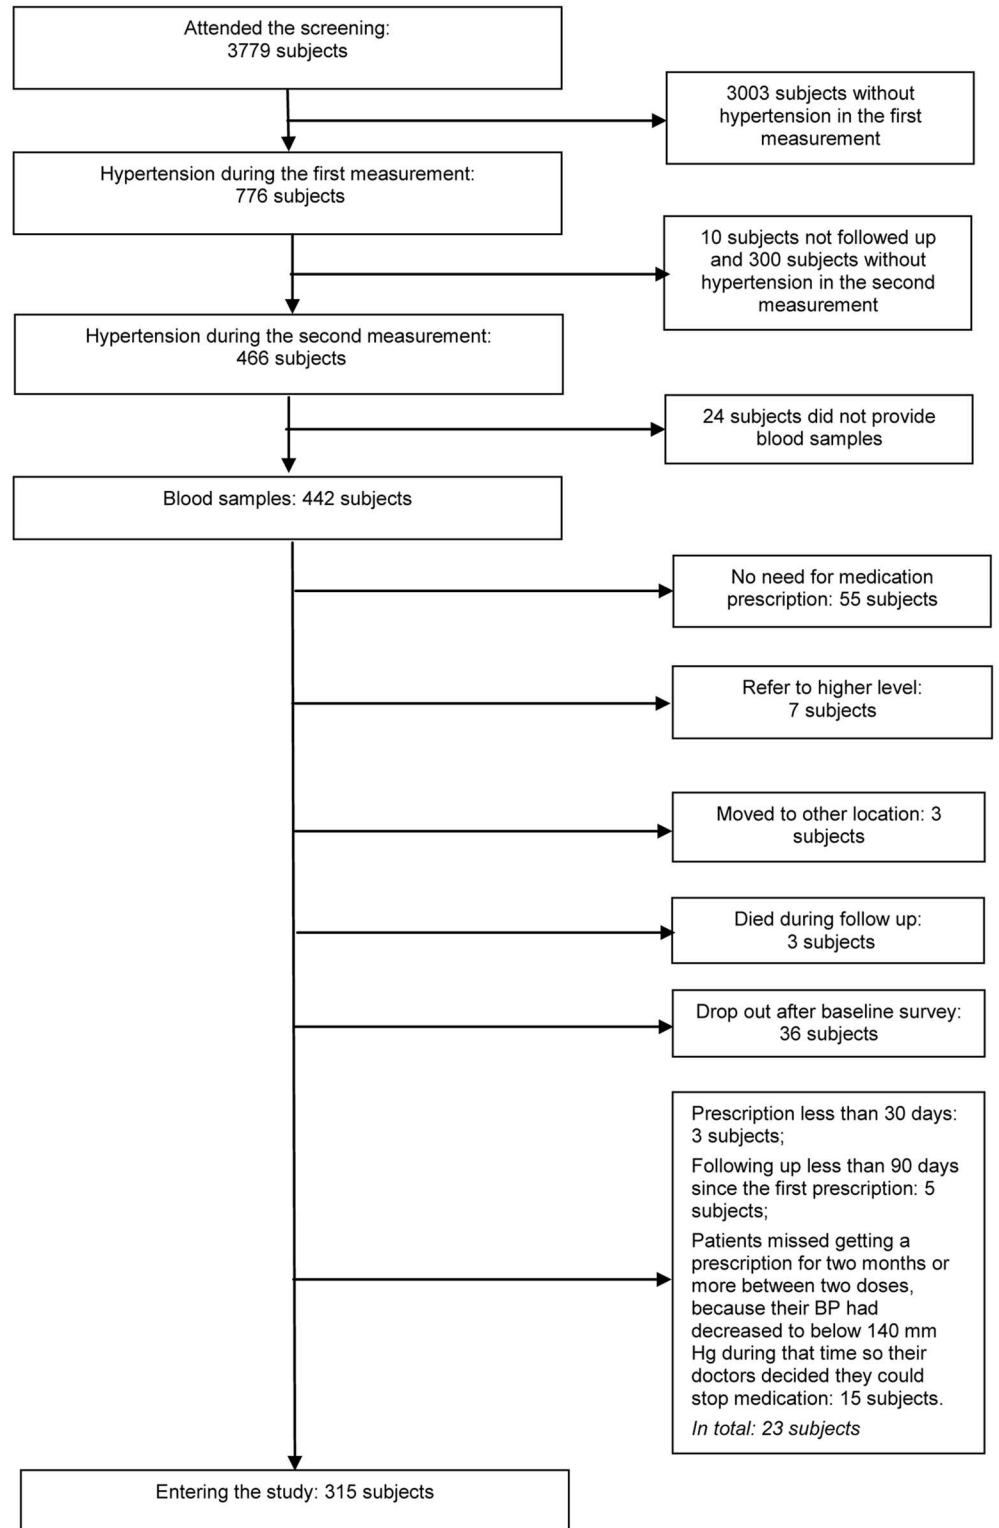 Attended the screening:
3779 subjects
3003 subjects without
hypertension in the first
measurement
Hypertension during the first measurement:
776 subjects
10 subjects not followed up
and 300 subjects without
hypertension in the second
measurement
Hypertension during the second measurement:
466 subjects
24 subjects did not provide
blood samples
Blood samples: 442 subjects
No need for medication
prescription: 55 subjects
Refer to higher level:
7 subjects
Moved to other location: 3
subjects
Died during follow up:
3 subjects
Drop out after baseline survey:
36 subjects
Prescription less than 30 days:
3 subjects;
Following up less than 90 days
since the first prescription: 5
subjects;
Patients missed getting a
prescription for two months or
more between two doses,
because their BP had
decreased to below 140 mm
Hg during that time so their
doctors decided they could
stop medication: 15 subjects.
In total: 23 subjects
Entering the study: 315 subjects